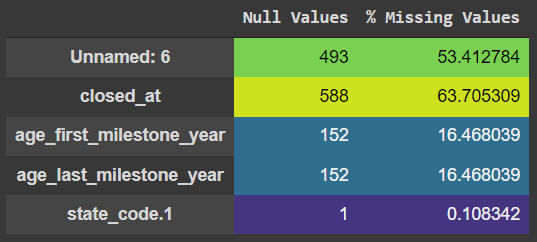 Null Values % Missing Values
Unnamed: 6 493 53.412784
closed_at 588 63.705309
age_first_milestone_year 152 16.468039
age_last_milestone_year 152 16.468039
state_code.1 1 0.108342